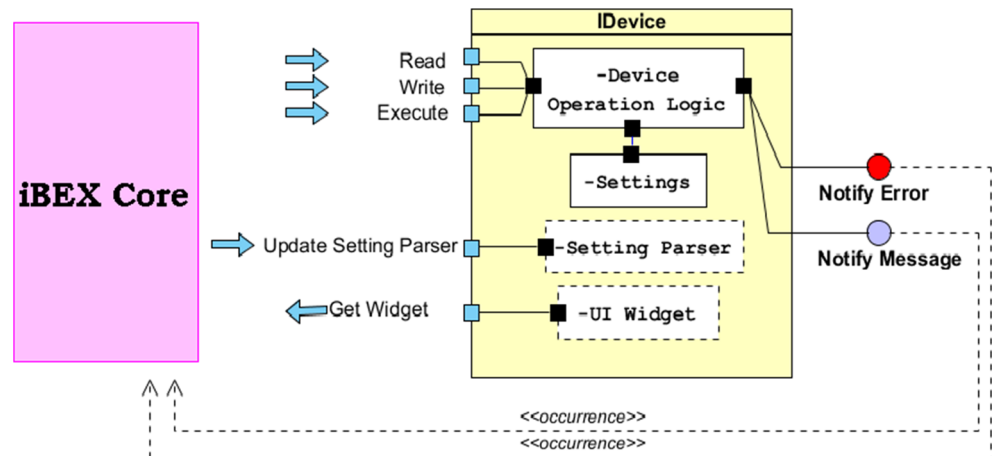 IDevice
Read
Write
Execute
-Device
Operation Logic
-Settings
iBEX Core
Notify Error
Update Setting Parser
-Setting Parser
Notify Message
Get Widget
-UI Widget
<<occurrence>>
<<occurrence>>